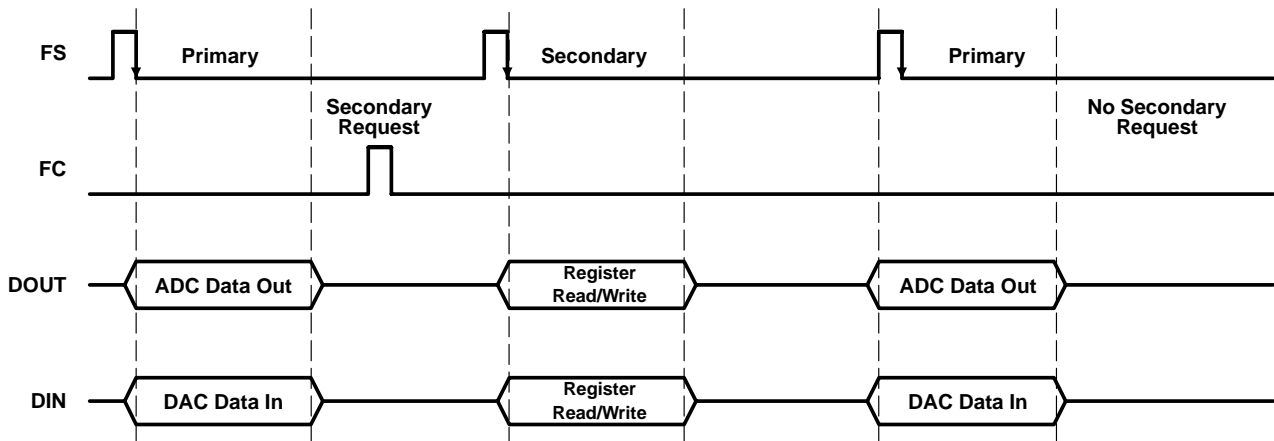 FS
Primary
Secondary
Primary
Secondary
Request
No Secondary
Request
FC
DOUT
ADC Data Out
Register
Read/Write
ADC Data Out
DIN
DAC Data In
Register
Read/Write
DAC Data In